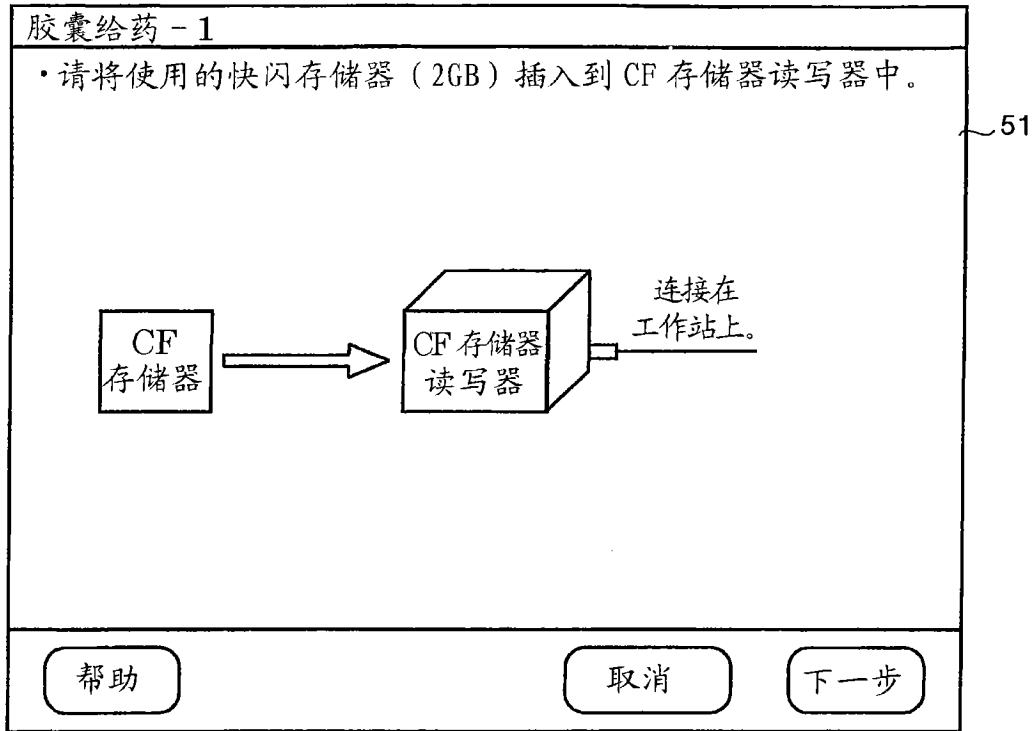 胶囊给药-1
·请将使用的快闪存储器（2GB）插入到CF存储器读写器中。
51
连接在
工作站上。
CF
存储器
CF存储器
读写器
帮助
取消
下一步